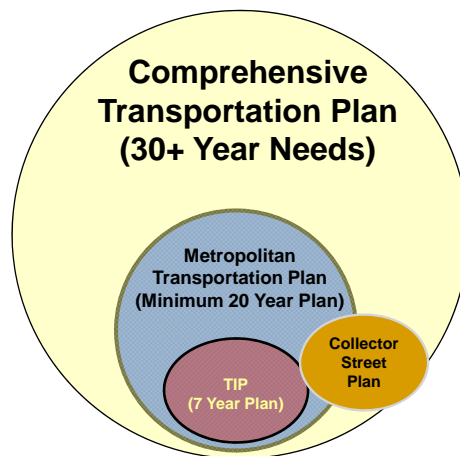 Comprehensive
Transportation Plan
(30+ Year Needs)
Metropolitan
Transportation Plan
(Minimum 20 Year Plan)
Collector
Street
Plan
TIP
(7 Year Plan)